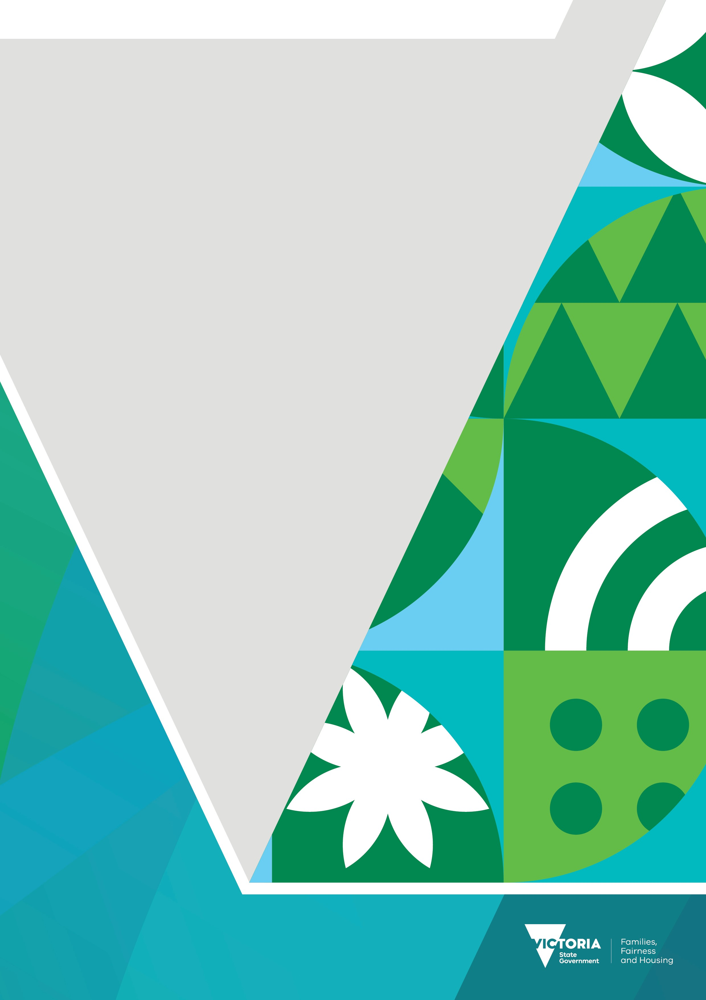 VICTORIA
State
Government
Families,
Fairness
and Housing